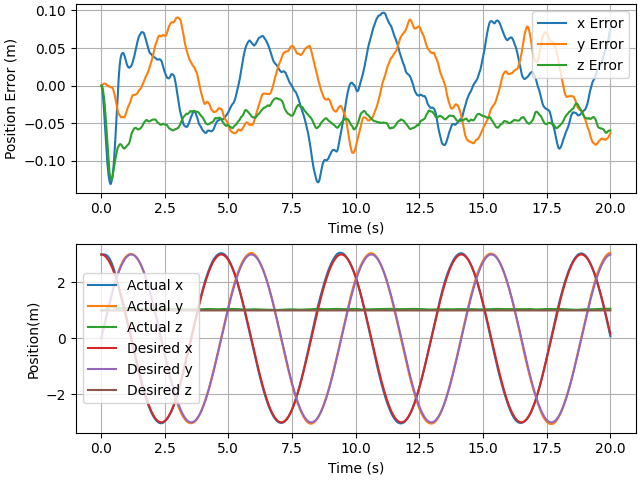 0.10
0.05
0.00
−0.05
−0.10
Position Error (m)
x Error
y Error
z Error
0.0 2.5 5.0 7.5 10.0 12.5 15.0 17.5 20.0
Time (s)
2
0
−2
Position(m)
Actual x
Actual y
Actual z
Desired x
Desired y
Desired z
0.0 2.5 5.0 7.5 10.0 12.5 15.0 17.5 20.0
Time (s)